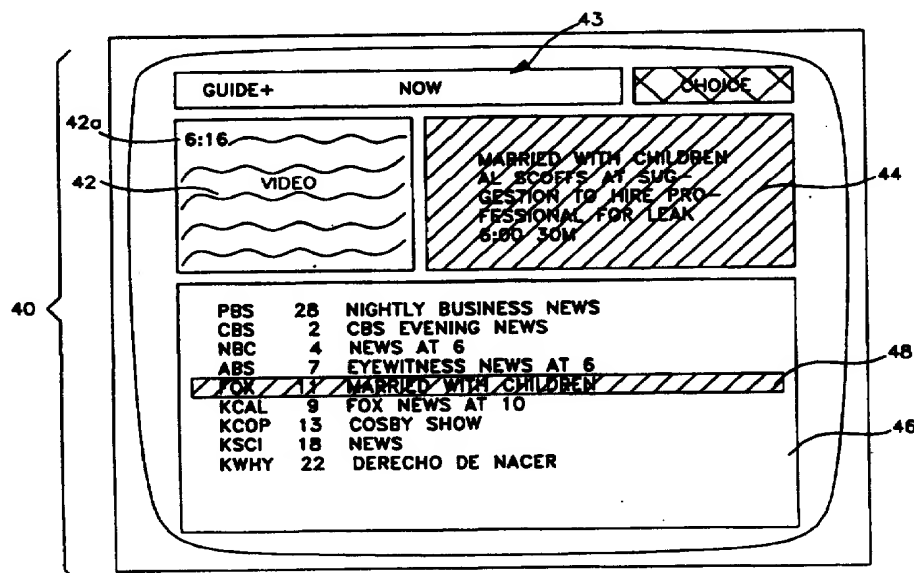 43
GUIDE+ NOW CHOICE
42a
6:16
42
VIDEO
MARRIED WITH CHILDREN
AL SCOFFS AT SUG-
GESTION TO HIRE PRO-
FESSIONAL FOR LEAK
6:00 30M
44
40
PBS 28 NIGHTLY BUSINESS NEWS
CBS 2 CBS EVENING NEWS
NBC 4 NEWS AT 6
ABS 7 EYEWITNESS NEWS AT 6
FOX 11 MARRIED WITH CHILDREN
48
KCAL 9 FOX NEWS AT 10
KCOP 13 COSBY SHOW
46
KSCI 18 NEWS
KWHY 22 DERECHO DE NACER